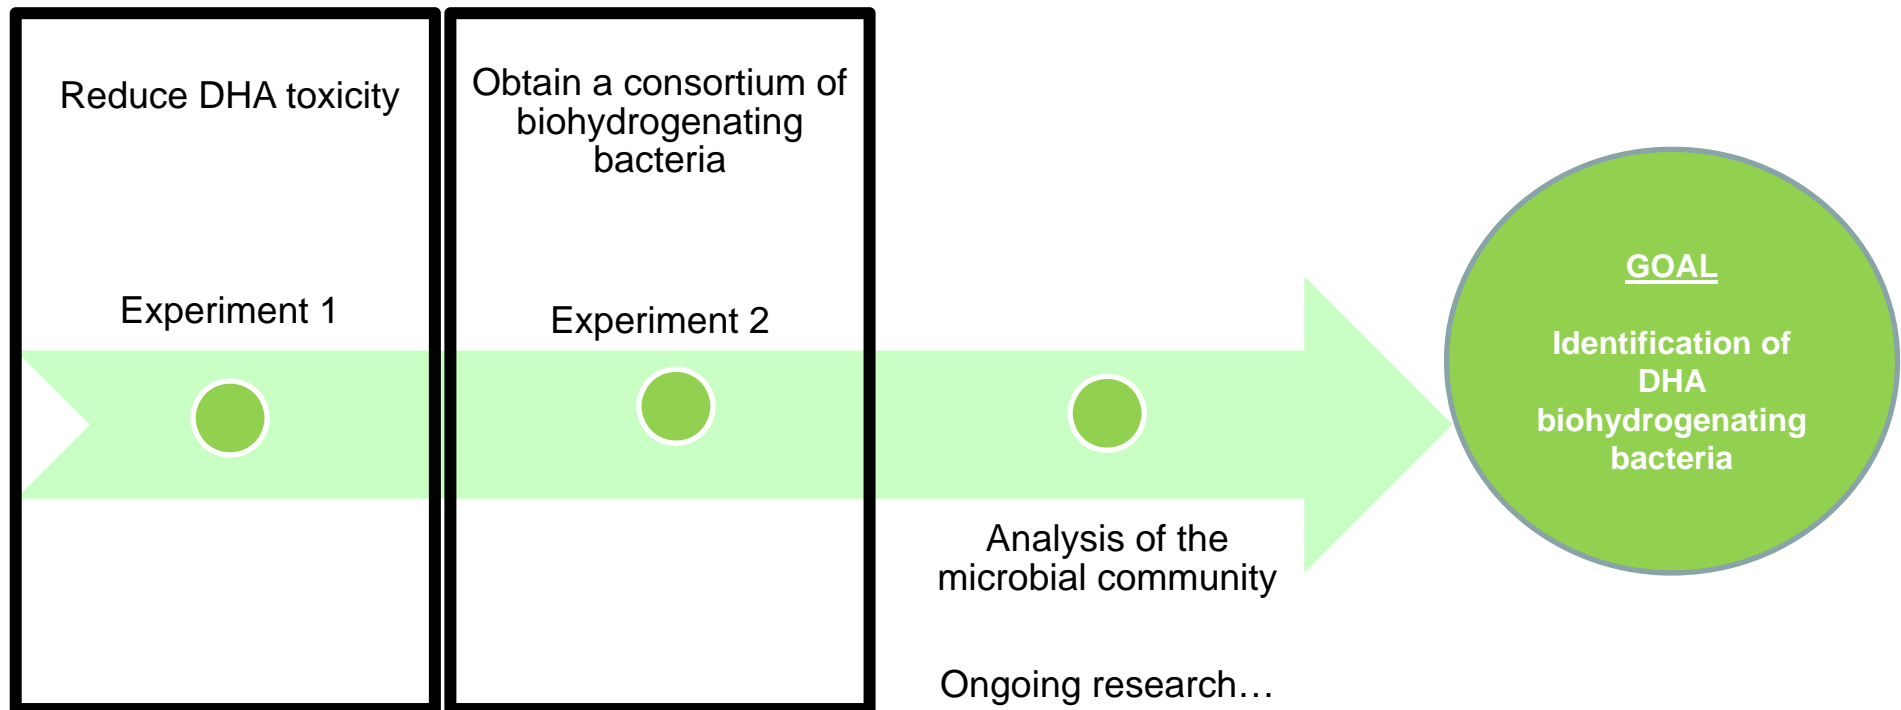 Reduce DHA toxicity
Experiment 1
Obtain a consortium of
biohydrogenating
bacteria
Experiment 2
Analysis of the
microbial community
Ongoing research…
GOAL
Identification of
DHA
biohydrogenating
bacteria